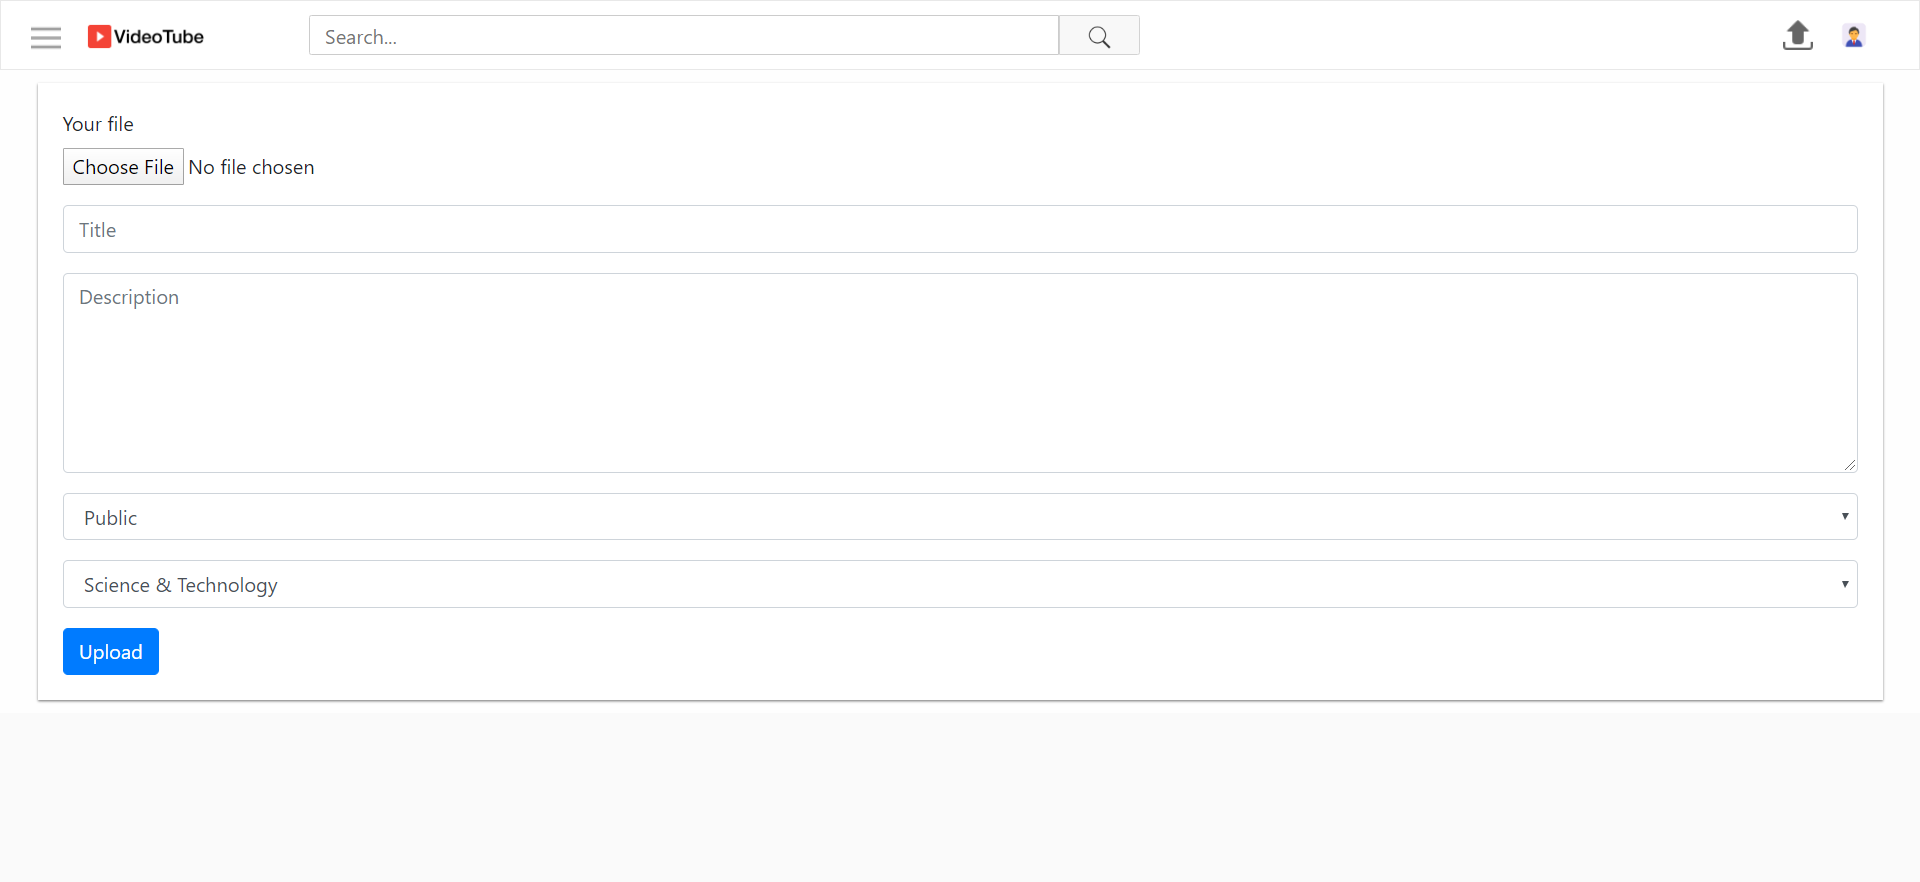 VideoTube
Search...
Your file
Choose File No file chosen
Title
Description
Public
Science & Technology
Upload